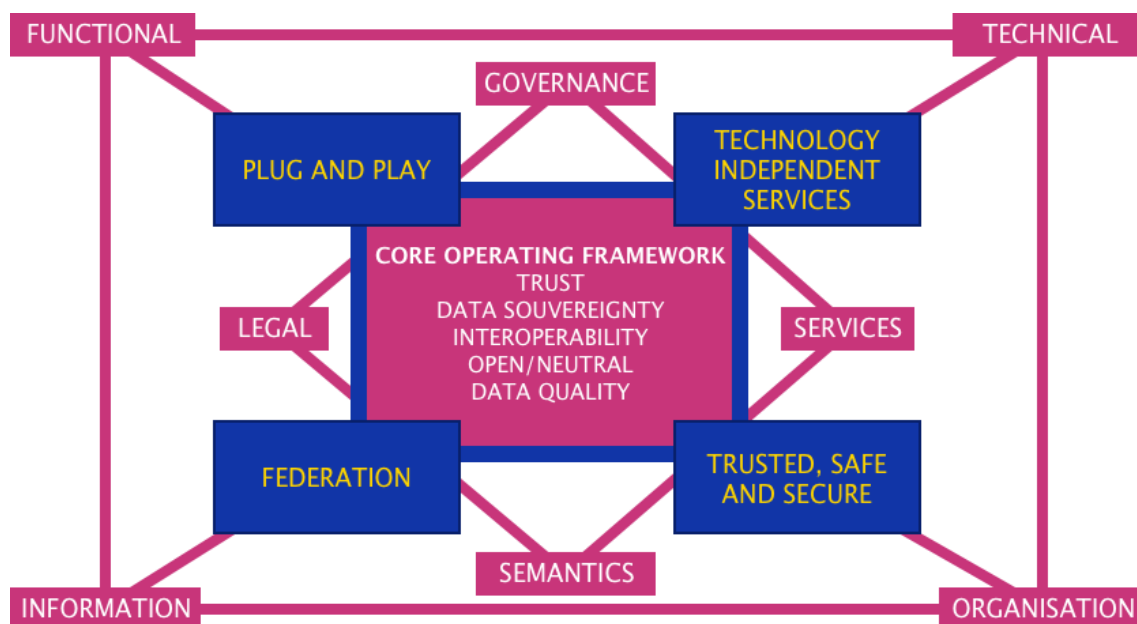 FUNCTIONAL
TECHNICAL
GOVERNANCE
PLUG AND PLAY
TECHNOLOGY
INDEPENDENT
SERVICES
CORE OPERATING FRAMEWORK
TRUST
DATA SOUVEREIGNTY
INTEROPERABILITY
OPEN/NEUTRAL
DATA QUALITY
LEGAL
SERVICES
FEDERATION
TRUSTED, SAFE
AND SECURE
SEMANTICS
INFORMATION
ORGANISATION